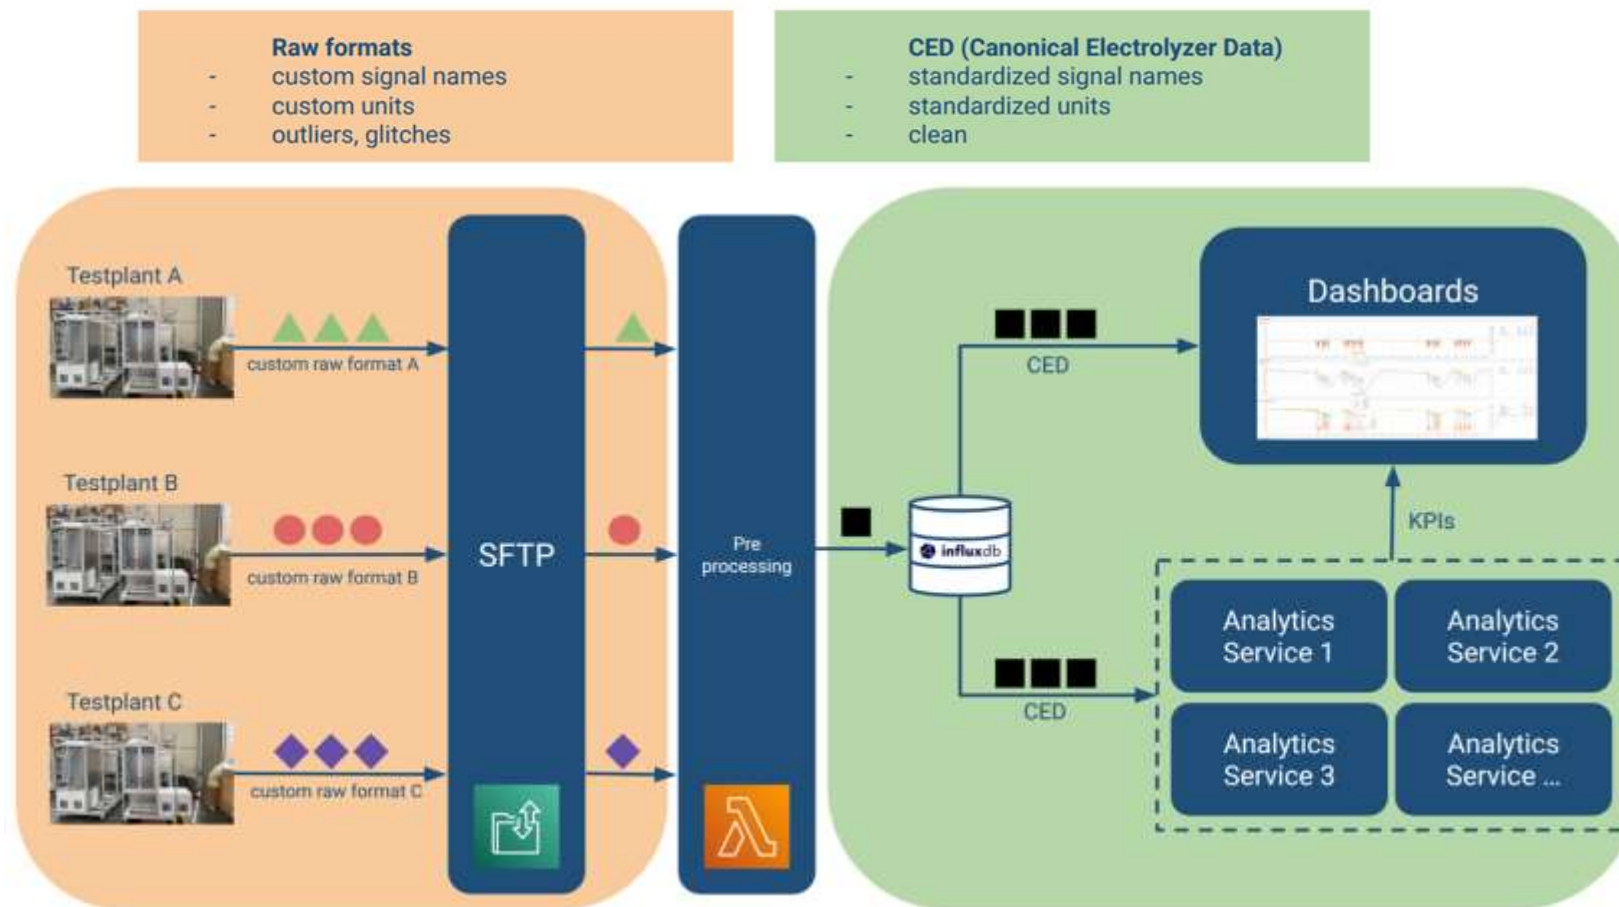 Raw formats
- custom signal names
- custom units
- outliers, glitches
CED (Canonical Electrolyzer Data)
- standardized signal names
- standardized units
- clean
Testplant A
custom raw format A
Testplant B
custom raw format B
Testplant C
custom raw format C
SFTP
Pre
processing
influxdb
CED
CED
Dashboards
KPIs
Analytics
Service 1
Analytics
Service 2
Analytics
Service 3
Analytics
Service ...